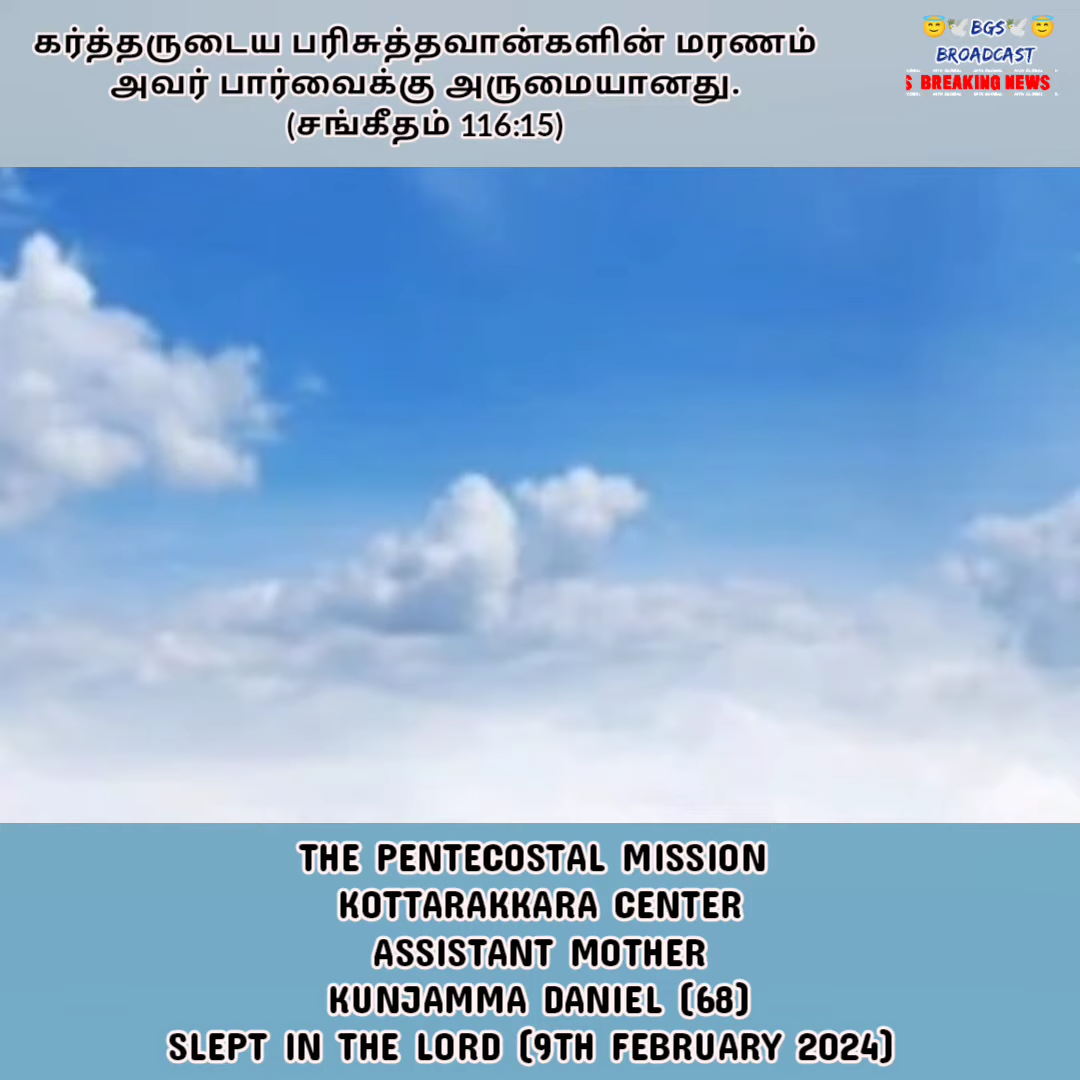 கர்த்தருடைய பரிசுத்தவான்களின் மரணம்
அவர் பார்வைக்கு அருமையானது.
(சங்கீதம் 116:15)
😇🕊️BGS🕊️😇
BROADCAST
S BREAKING NEWS
THE PENTECOSTAL MISSION
KOTTARAKKARA CENTER
ASSISTANT MOTHER
KUNJAMMA DANIEL (68)
SLEPT IN THE LORD (9TH FEBRUARY 2024)